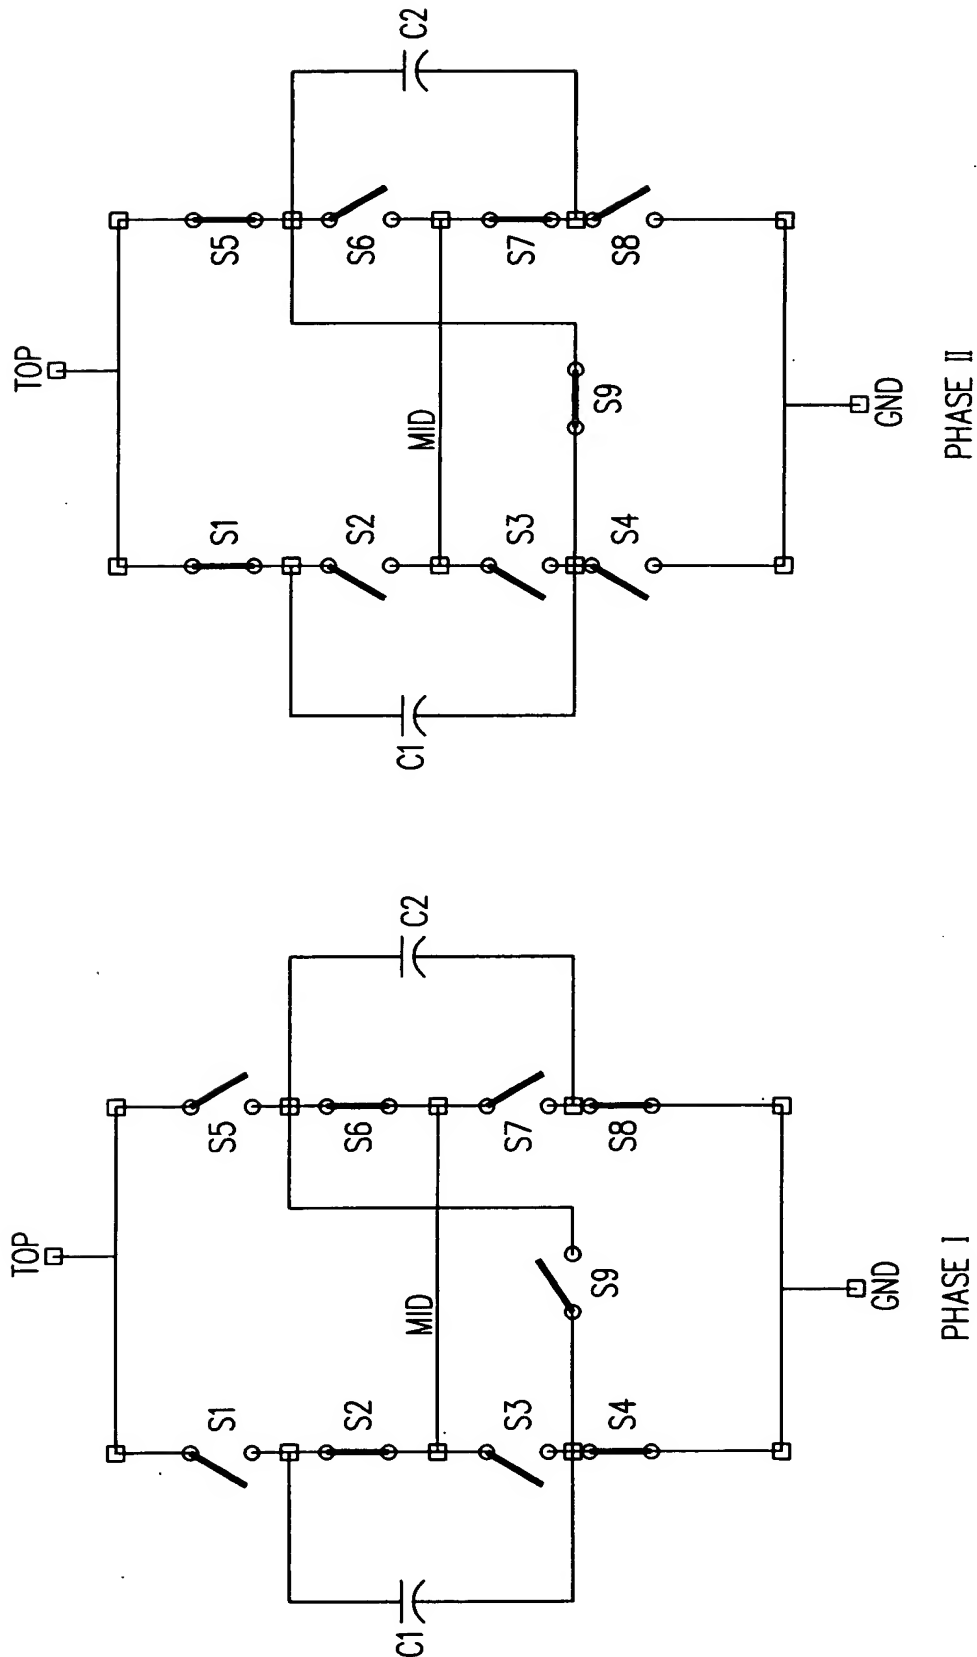 TOP
S1
S5
C1
S2
S6
C2
MID
S3
S7
S9
S4
S8
GND
PHASE I
TOP
S1
S5
C1
S2
S6
C2
MID
S3
S7
S9
S4
S8
GND
PHASE II